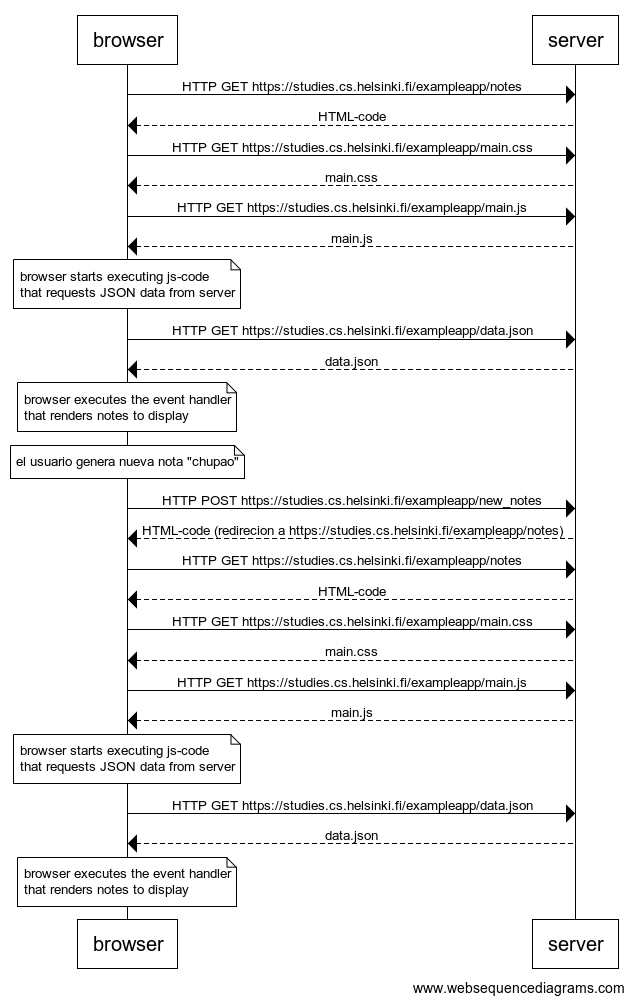 browser
server
HTTP GET https://studies.cs.helsinki.fi/exampleapp/notes
HTML-code
HTTP GET https://studies.cs.helsinki.fi/exampleapp/main.css
main.css
HTTP GET https://studies.cs.helsinki.fi/exampleapp/main.js
main.js
browser starts executing js-code
that requests JSON data from server
HTTP GET https://studies.cs.helsinki.fi/exampleapp/data.json
data.json
browser executes the event handler
that renders notes to display
el usuario genera nueva nota "chupao"
HTTP POST https://studies.cs.helsinki.fi/exampleapp/new_notes
HTML-code (redirecion a https://studies.cs.helsinki.fi/exampleapp/notes)
HTTP GET https://studies.cs.helsinki.fi/exampleapp/notes
HTML-code
HTTP GET https://studies.cs.helsinki.fi/exampleapp/main.css
main.css
HTTP GET https://studies.cs.helsinki.fi/exampleapp/main.js
main.js
browser starts executing js-code
that requests JSON data from server
HTTP GET https://studies.cs.helsinki.fi/exampleapp/data.json
data.json
browser executes the event handler
that renders notes to display
browser
server
www.websequencediagrams.com